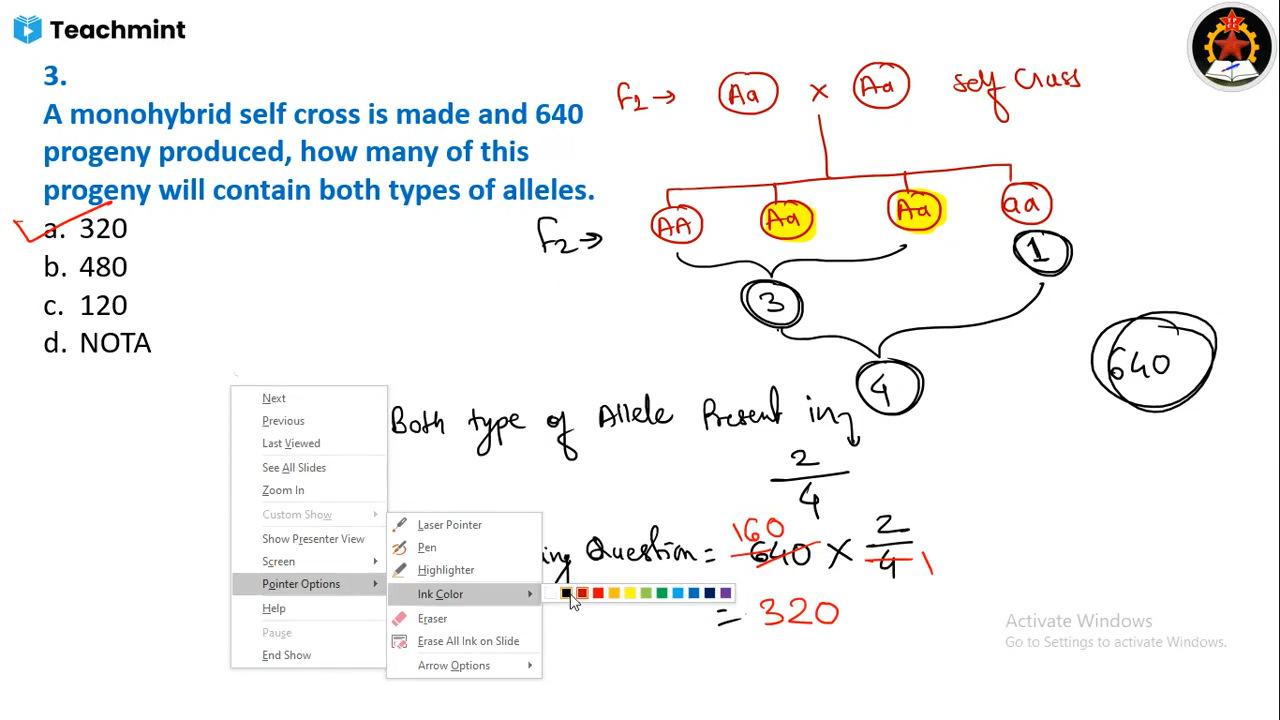 Teachmint
3.
A monohybrid self cross is made and 640
progeny produced, how many of this
progeny will contain both types of alleles.
a. 320
b. 480
c. 120
d. NOTA
F2 → Aa × Aa self Cross
F2 → AA Aa Aa aa
3
1
4
640
Both type of Allele Present in
2
4
ing Question = 640 × 2
4
160
1
= 320
Next
Previous
Last Viewed
See All Slides
Zoom In
Custom Show
Show Presenter View
Screen
Pointer Options
Help
Pause
End Show
Laser Pointer
Pen
Highlighter
Ink Color
Eraser
Erase All Ink on Slide
Arrow Options
Activate Windows
Go to Settings to activate Windows.